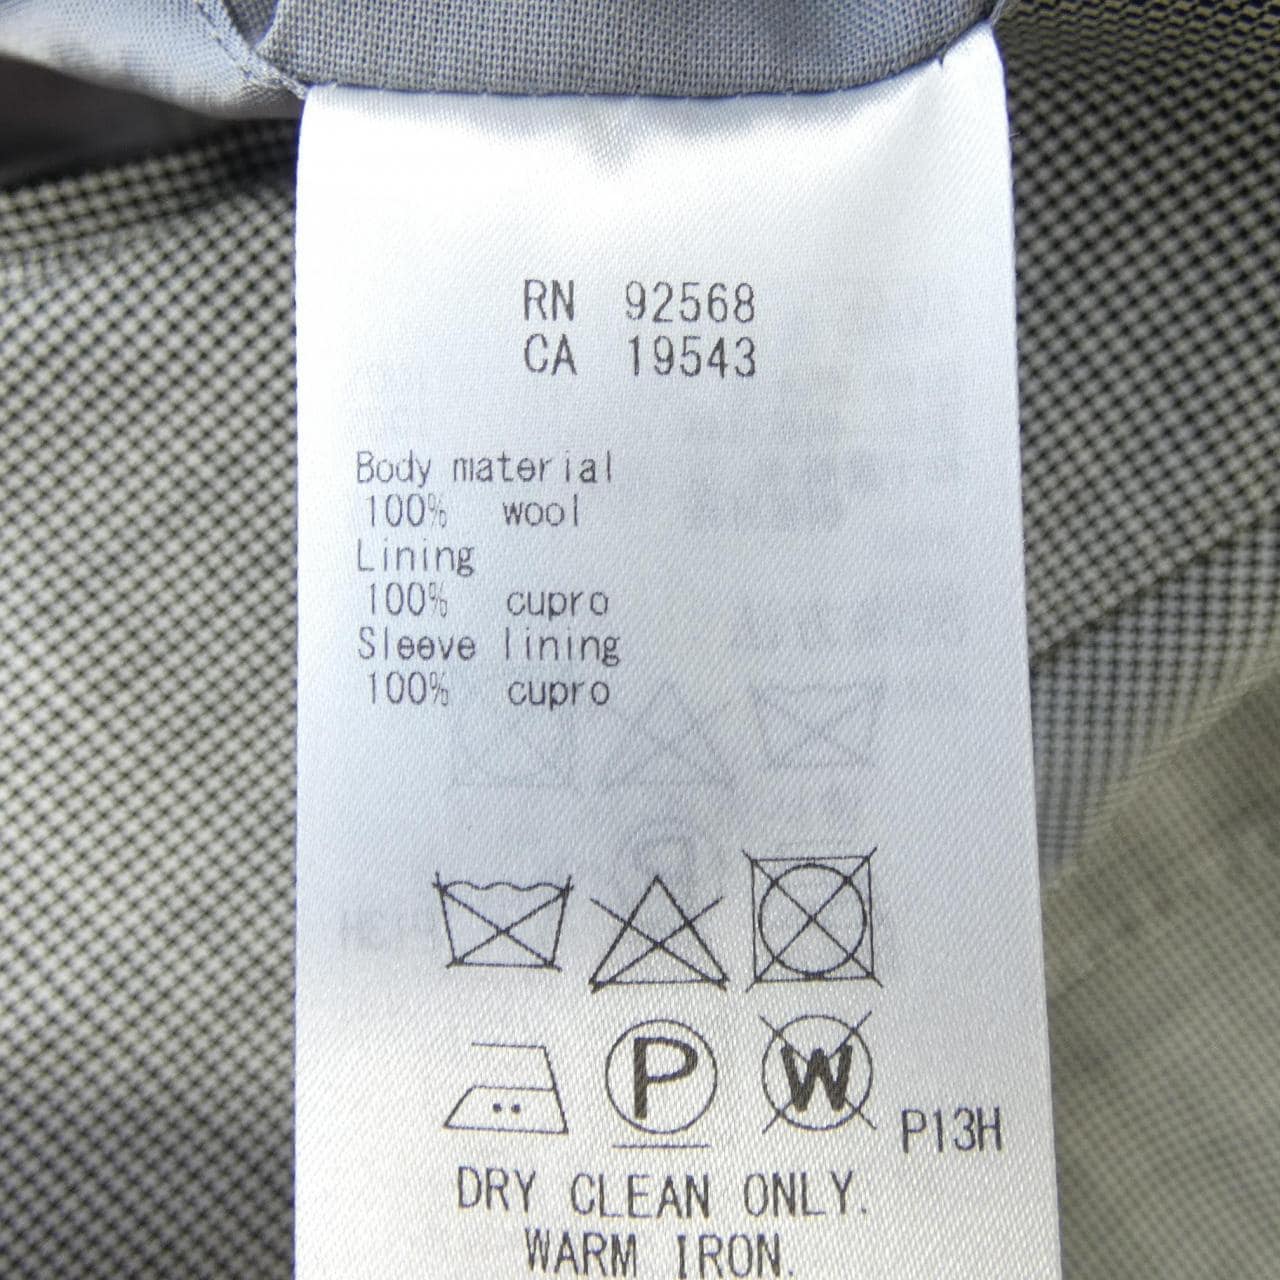 RN 92568
CA 19543
Body material
100% wool
Lining
100% cupro
Sleeve lining
100% cupro
P W P13H
DRY CLEAN ONLY.
WARM IRON.